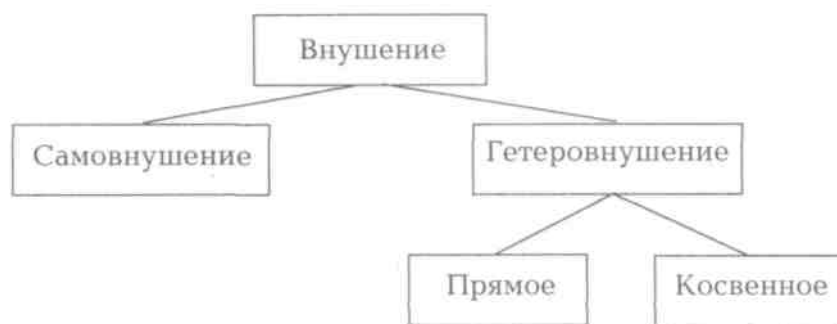 Внушение
Самовнушение
Гетеровнушение
Прямое
Косвенное